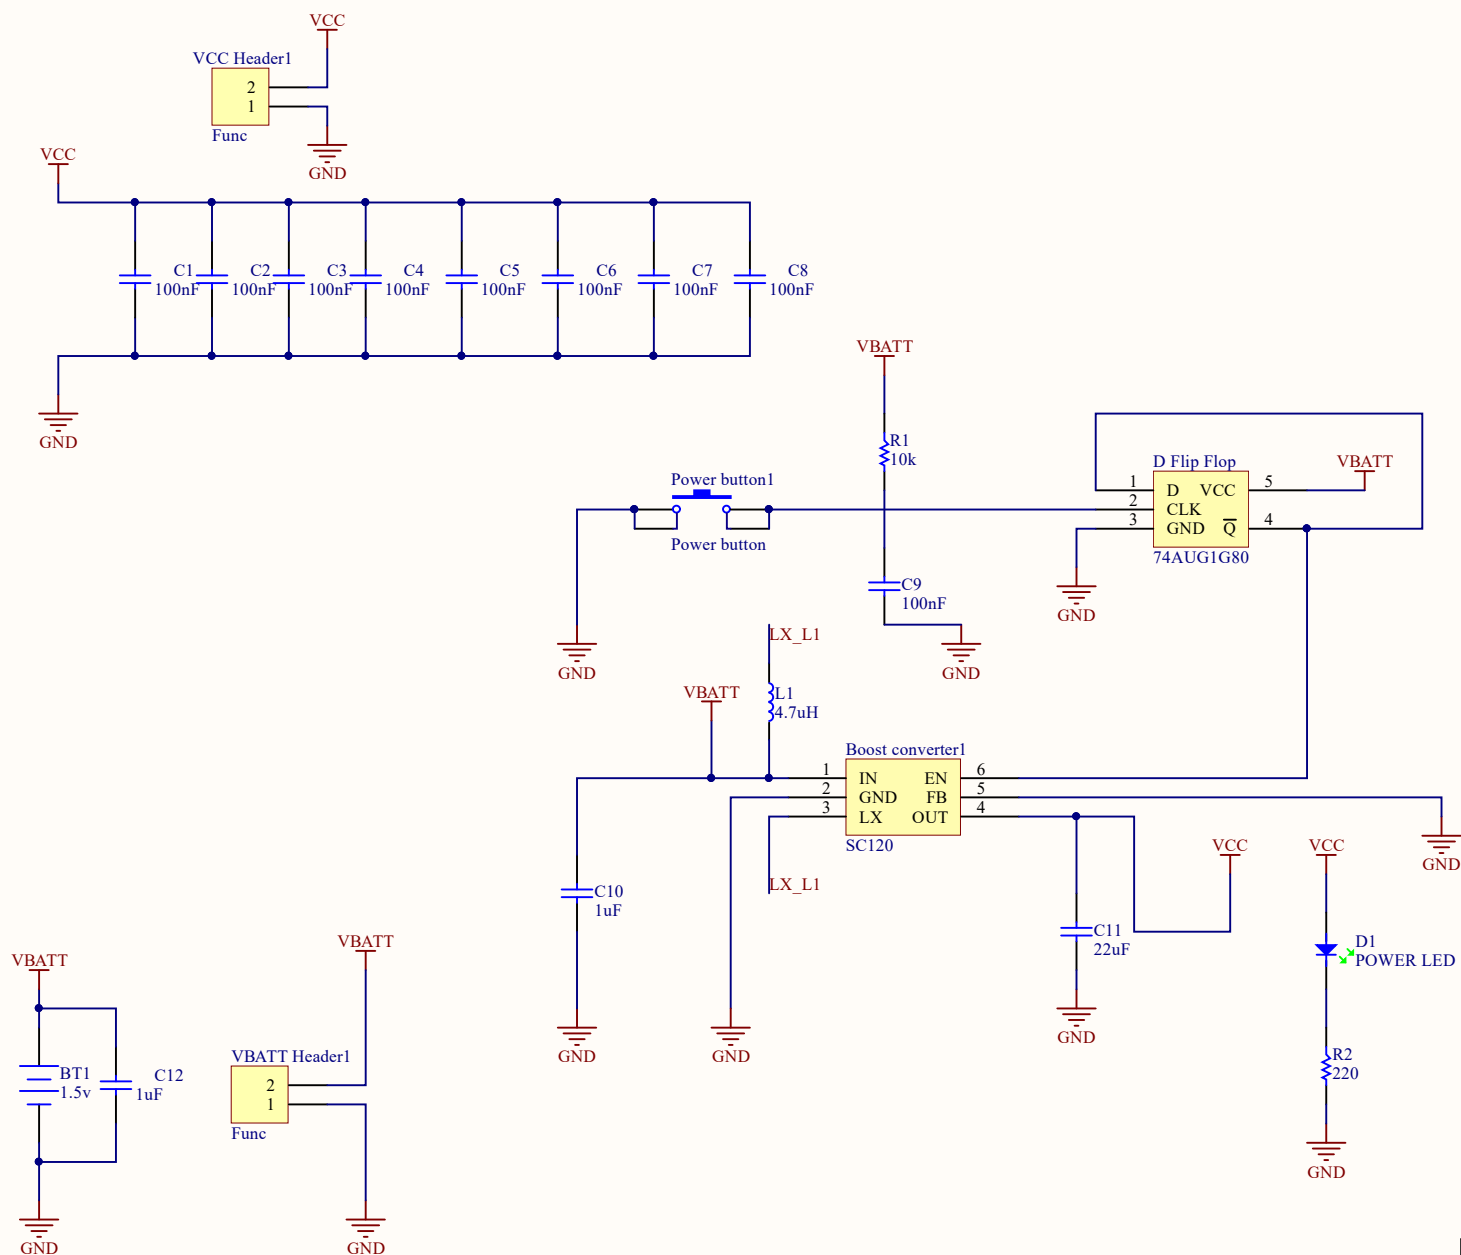 VCC
VCC Header1
2
1
Func
GND
VCC
C1
100nF
C2
100nF
C3
100nF
C4
100nF
C5
100nF
C6
100nF
C7
100nF
C8
100nF
GND
VBATT
R1
10k
Power button1
Power button
GND
C9
100nF
GND
D Flip Flop
VBATT
1 D VCC 5
2 CLK
3 GND Q 4
74AUG1G80
GND
LX_L1
VBATT
L1
4.7uH
Boost converter1
1 IN EN 6
2 GND FB 5
3 LX OUT 4
SC120
LX_L1
C10
1uF
GND
GND
C11
22uF
GND
VCC
VCC
GND
D1
POWER LED
R2
220
GND
VBATT
BT1
1.5v
C12
1uF
GND
VBATT
VBATT Header1
2
1
Func
GND